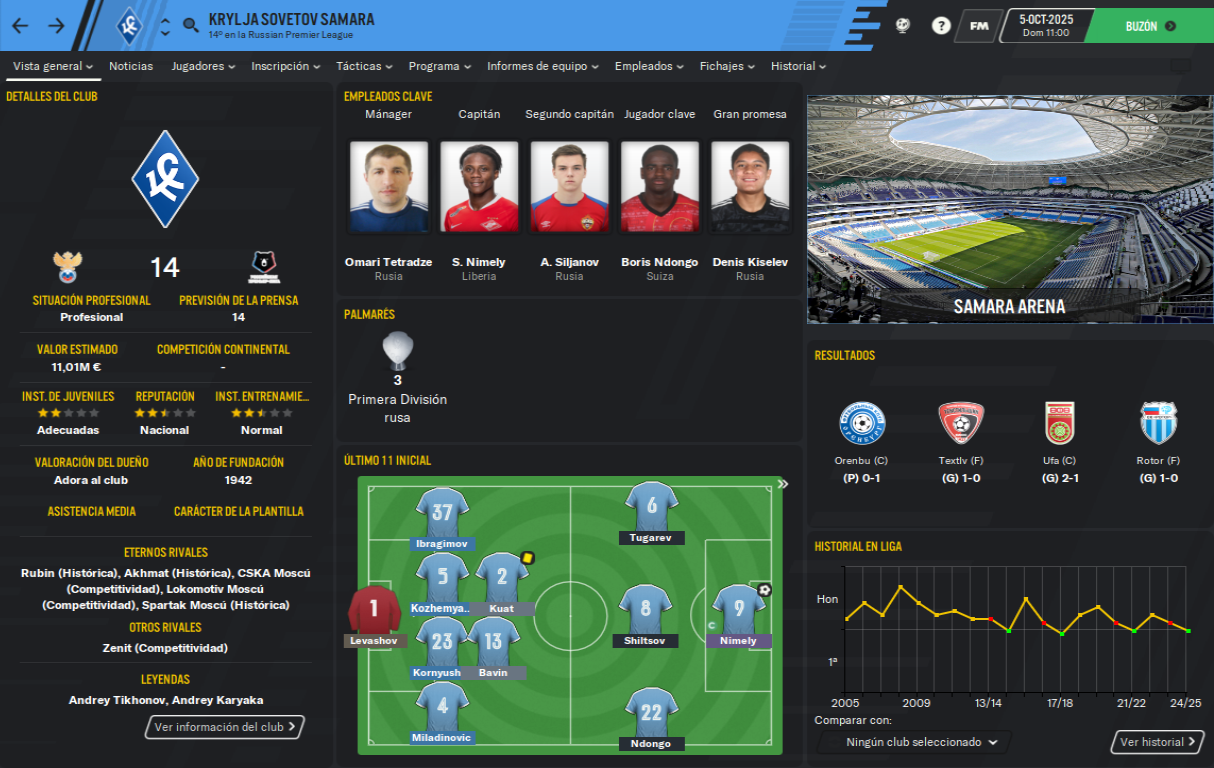 KRYLJA SOVETOV SAMARA
14º en la Russian Premier League
FM
5-OCT-2025
Dom 11:00
BUZÓN
Vista general
Noticias
Jugadores
Inscripción
Tácticas
Programa
Informes de equipo
Empleados
Fichajes
Historial
DETALLES DEL CLUB
14
SITUACIÓN PROFESIONAL
Profesional
PREVISIÓN DE LA PRENSA
14
VALOR ESTIMADO
11,01M €
COMPETICIÓN CONTINENTAL
-
INST. DE JUVENILES
Adecuadas
REPUTACIÓN
Nacional
INST. ENTRENAMIE...
Normal
VALORACIÓN DEL DUEÑO
Adora al club
AÑO DE FUNDACIÓN
1942
ASISTENCIA MEDIA
CARÁCTER DE LA PLANTILLA
ETERNOS RIVALES
Rubin (Histórica), Akhmat (Histórica), CSKA Moscú
(Competitividad), Lokomotiv Moscú
(Competitividad), Spartak Moscú (Histórica)
OTROS RIVALES
Zenit (Competitividad)
LEYENDAS
Andrey Tikhonov, Andrey Karyaka
Ver información del club
EMPLEADOS CLAVE
Mánager
Omari Tetradze
Rusia
Capitán
S. Nimely
Liberia
Segundo capitán
A. Siljanov
Rusia
Jugador clave
Boris Ndongo
Suiza
Gran promesa
Denis Kiselev
Rusia
PALMARÉS
3
Primera División
rusa
ÚLTIMO 11 INICIAL
37
Ibragimov
6
Tugarev
5
Kozhemya..
2
Kuat
1
Levashov
8
Shiltsov
9
Nimely
C
23
Kornyush
13
Bavin
4
Miladinovic
22
Ndongo
SAMARA ARENA
RESULTADOS
Orenbu (C)
(P) 0-1
Textlv (F)
(G) 1-0
Ufa (C)
(G) 2-1
Rotor (F)
(G) 1-0
HISTORIAL EN LIGA
Hon
1ª
2005
2009
13/14
17/18
21/22
24/25
Comparar con:
Ningún club seleccionado
Ver historial